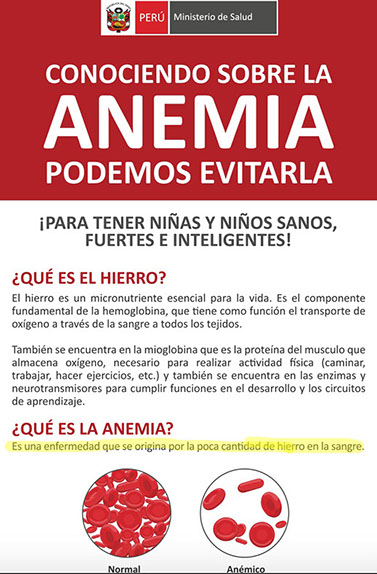 PERÚ Ministerio de Salud
CONOCIENDO SOBRE LA
ANEMIA
PODEMOS EVITARLA
¡PARA TENER NIÑAS Y NIÑOS SANOS,
FUERTES E INTELIGENTES!
¿QUÉ ES EL HIERRO?
El hierro es un micronutriente esencial para la vida. Es el componente
fundamental de la hemoglobina, que tiene como función el transporte de
oxígeno a través de la sangre a todos los tejidos.
También se encuentra en la mioglobina que es la proteína del musculo que
almacena oxígeno, necesario para realizar actividad física (caminar,
trabajar, hacer ejercicios, etc.) y también se encuentra en las enzimas y
neurotransmisores para cumplir funciones en el desarrollo y los circuitos
de aprendizaje.
¿QUÉ ES LA ANEMIA?
Es una enfermedad que se origina por la poca cantidad de hierro en la sangre.
Normal Anémico